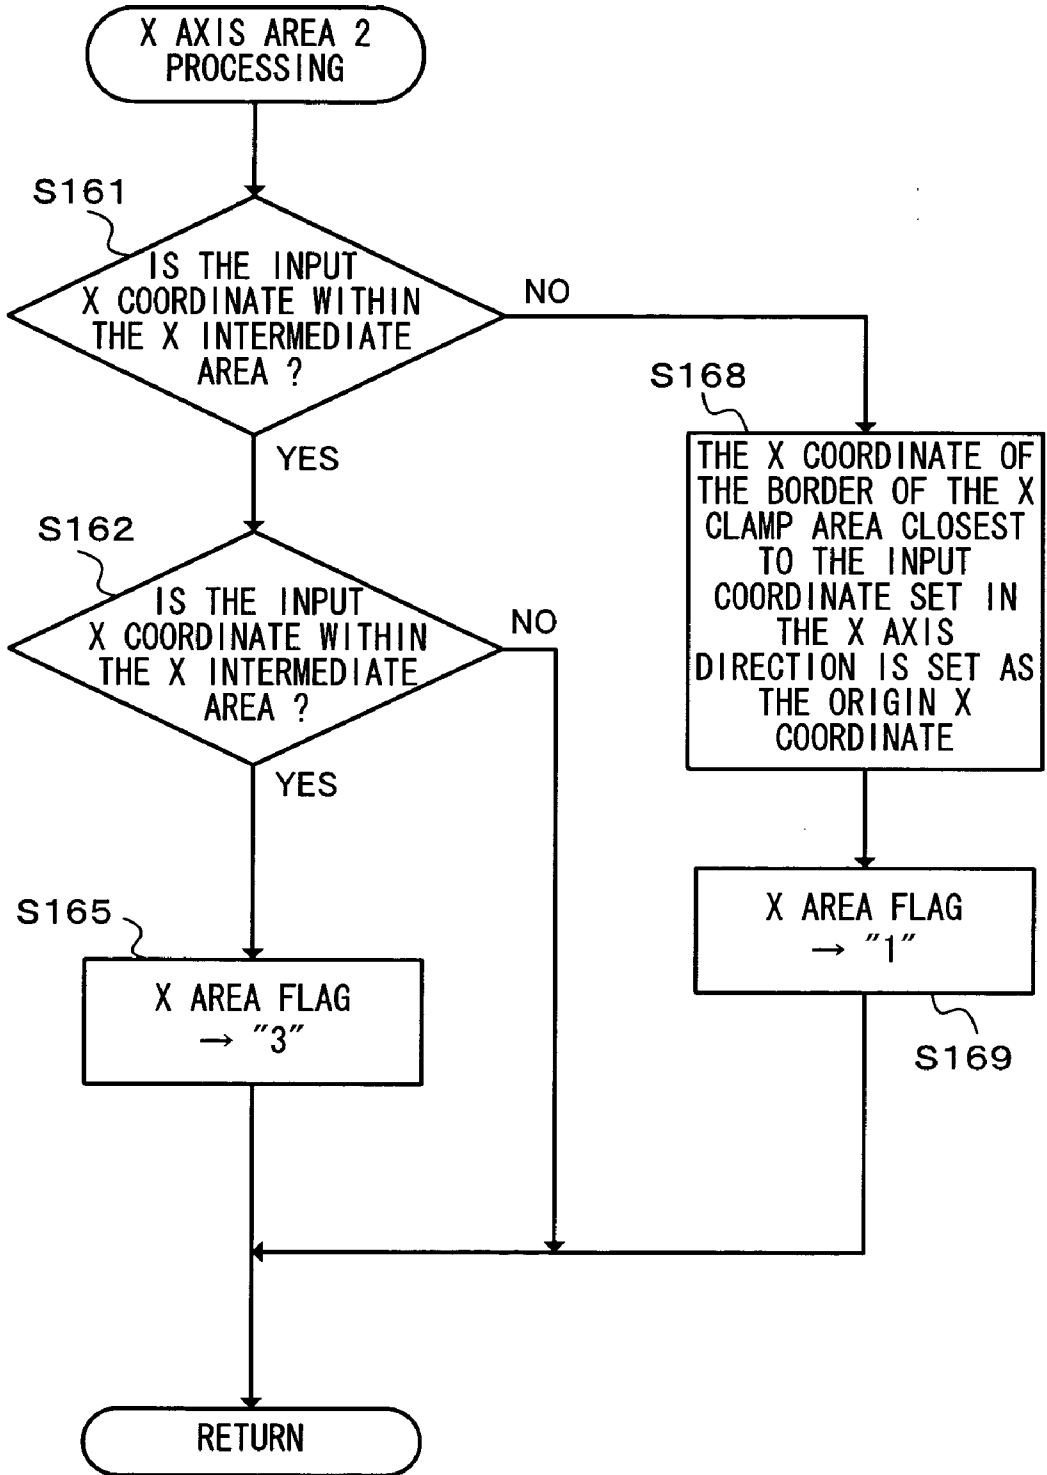 X AXIS AREA 2
PROCESSING
S161
IS THE INPUT
X COORDINATE WITHIN
THE X INTERMEDIATE
AREA ?
NO
YES
S168
THE X COORDINATE OF
THE BORDER OF THE X
CLAMP AREA CLOSEST
TO THE INPUT
COORDINATE SET IN
THE X AXIS
DIRECTION IS SET AS
THE ORIGIN X
COORDINATE
S162
IS THE INPUT
X COORDINATE WITHIN
THE X INTERMEDIATE
AREA ?
NO
YES
X AREA FLAG
→ "1"
S169
S165
X AREA FLAG
→ "3"
RETURN